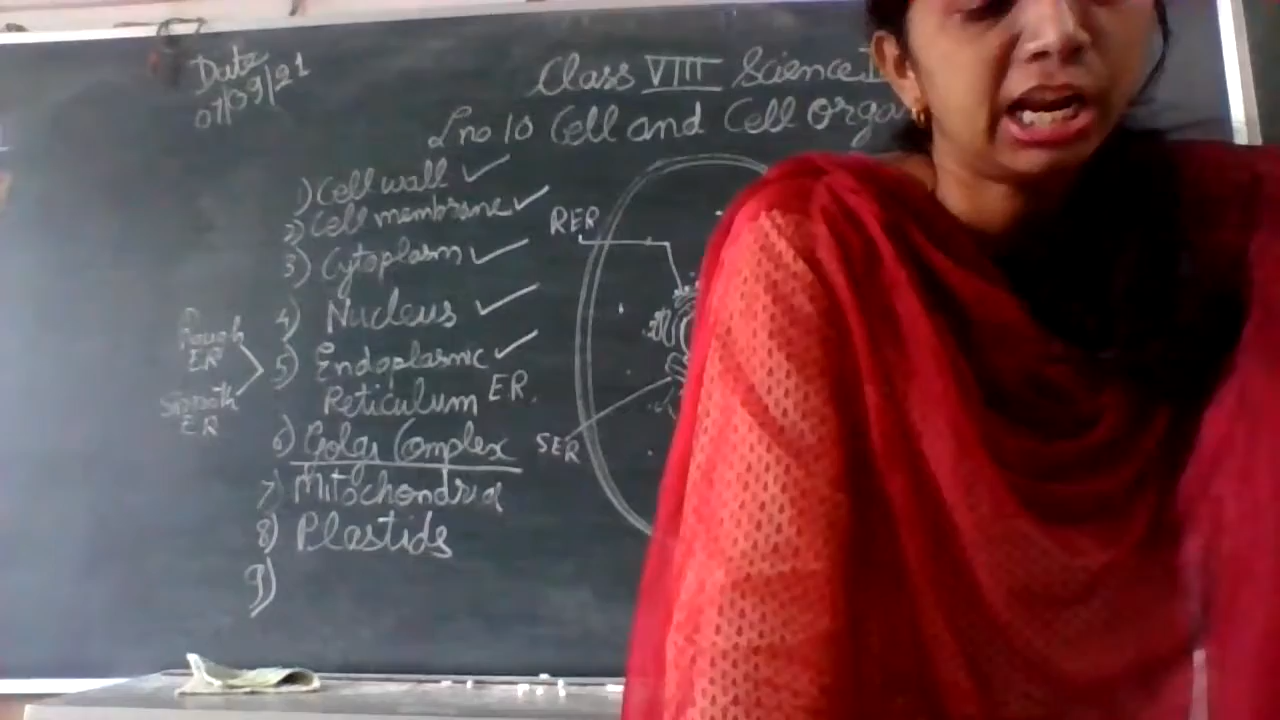 Date
07/09/21
Class VIII Science I
L no 10 Cell and Cell Orga
1) Cell wall ✓
2) Cell membrane ✓
3) Cytoplasm ✓
4) Nucleus ✓
5) Endoplasmic ✓
Reticulum ER.
Rough
ER
Smooth
ER
6) Golgi Complex
7) Mitochondria
8) Plastids
9)
RER
SER